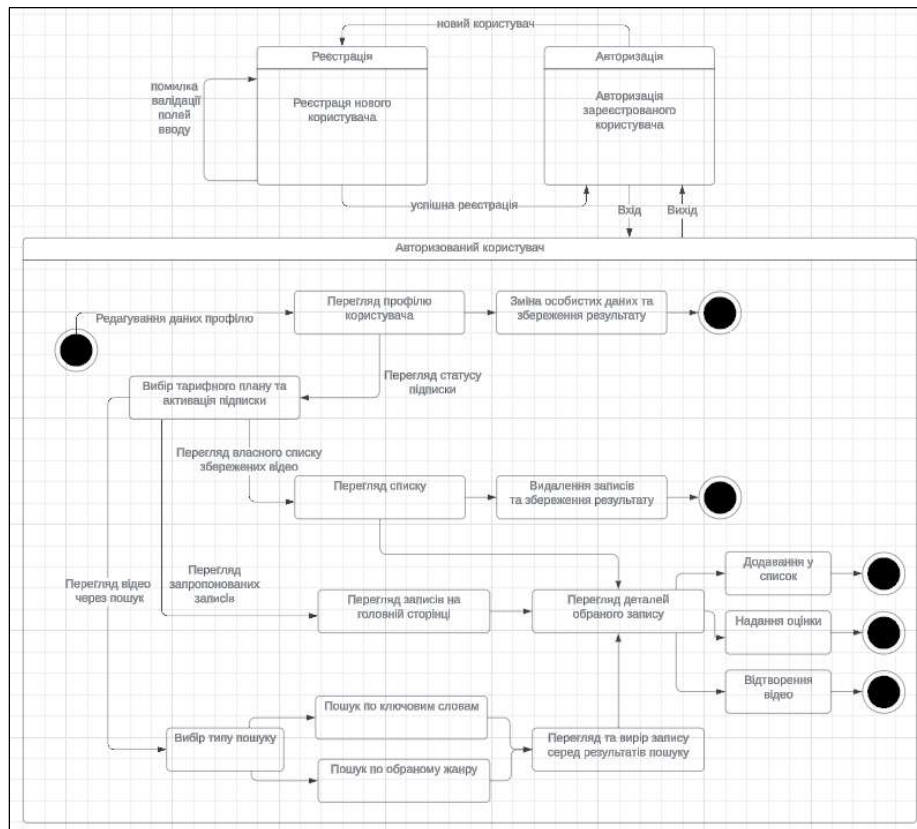 новий користувач
Реєстрація
Авторизація
помилка
валідації
полей
вводу
Реєстраця нового
користувача
Авторизація
зареєстрованого
користувача
успішна реєстрація
Вхід
Вихід
Авторизований користувач
Редагування даних профілю
Перегляд профілю
користувача
Зміна особистих даних та
збереження результату
Перегляд статусу
підписки
Вибір тарифного плану та
активація підписки
Перегляд власного списку
збережених відео
Перегляд списку
Видалення записів
та збереження результату
Перегляд відео
через пошук
Перегляд
запропонованих
записів
Перегляд записів на
головній сторінці
Перегляд деталей
обраного запису
Додавання у
список
Надання оцінки
Відтворення
відео
Вибір типу пошуку
Пошук по ключовим словам
Пошук по обраному жанру
Перегляд та вирір запису
серед результатів пошуку